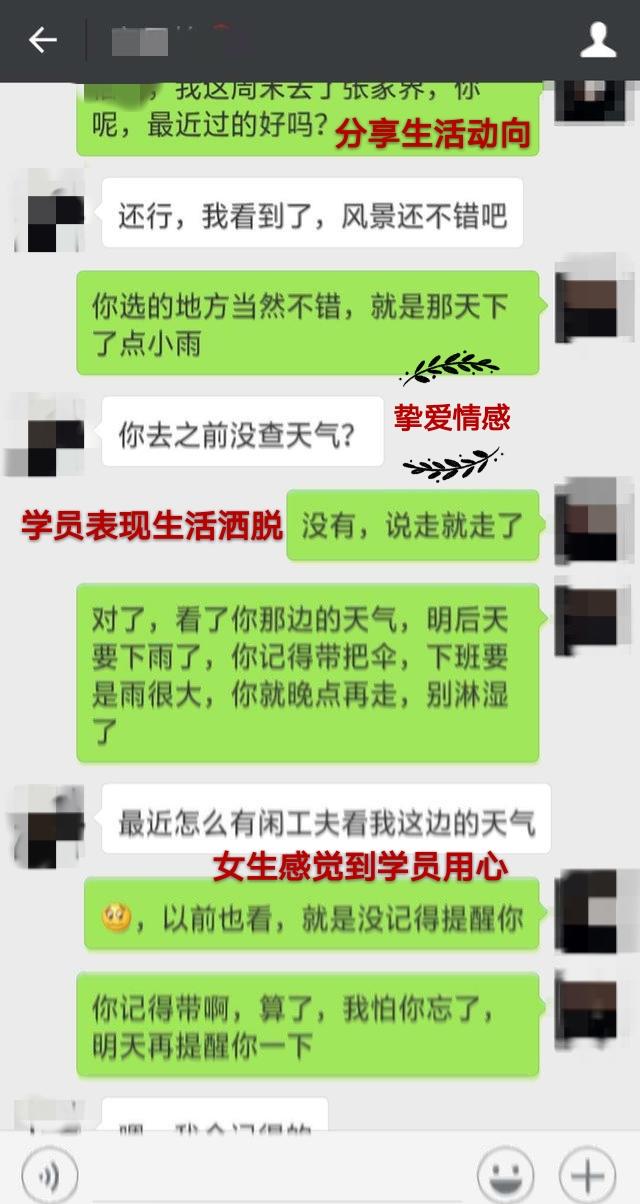 ，我这周末去了张家界，你
呢，最近过的好吗？
分享生活动向
还行，我看到了，风景还不错吧
你选的地方当然不错，就是那天下
了点小雨
你去之前没查天气？
挚爱情感
学员表现生活洒脱
没有，说走就走了
对了，看了你那边的天气，明后天
要下雨了，你记得带把伞，下班要
是雨很大，你就晚点再走，别淋湿
了
最近怎么有闲工夫看我这边的天气
女生感觉到学员用心
，以前也看，就是没记得提醒你
你记得带啊，算了，我怕你忘了，
明天再提醒你一下
嗯，我会记得的